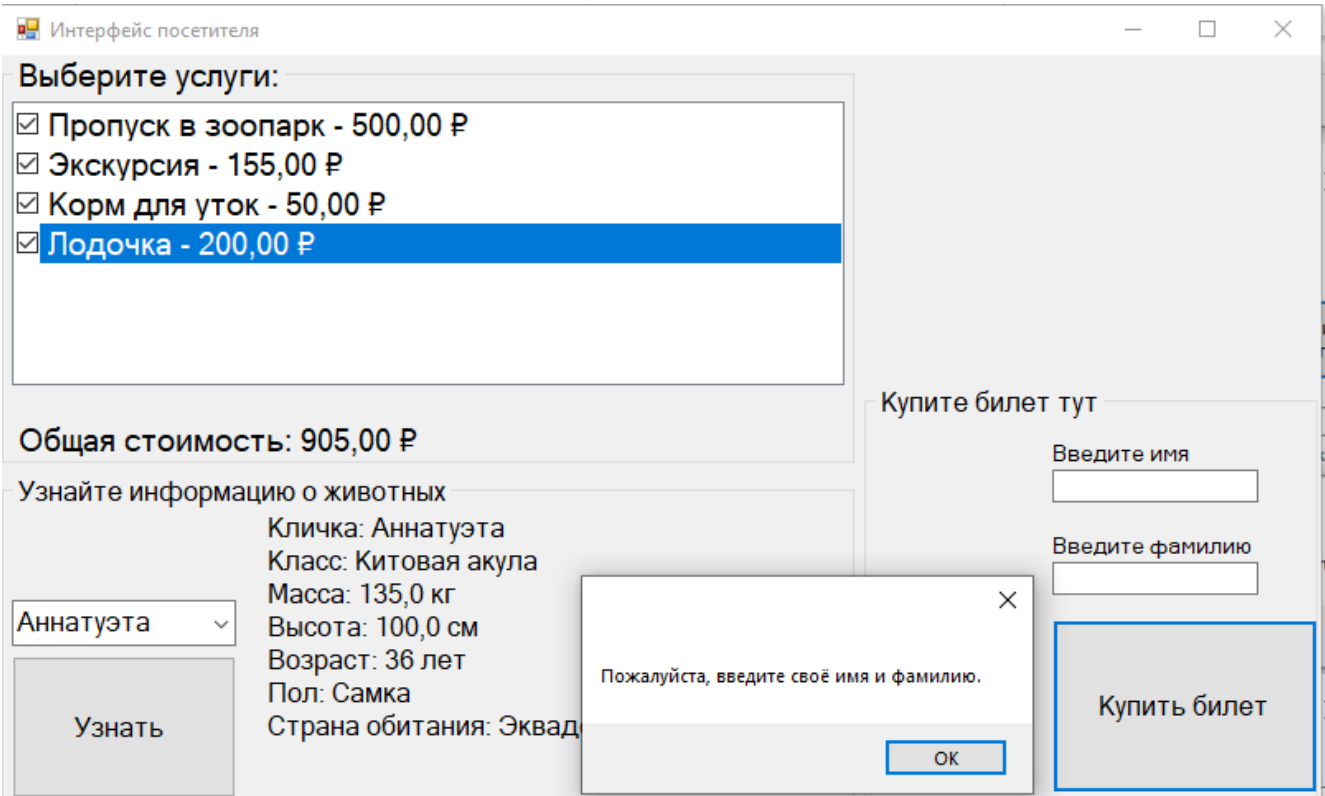 Интерфейс посетителя
Выберите услуги:
Пропуск в зоопарк - 500,00 ₽
Экскурсия - 155,00 ₽
Корм для уток - 50,00 ₽
Лодочка - 200,00 ₽
Общая стоимость: 905,00 ₽
Узнайте информацию о животных
Аннатуэта
Узнать
Кличка: Аннатуэта
Класс: Китовая акула
Масса: 135,0 кг
Высота: 100,0 см
Возраст: 36 лет
Пол: Самка
Страна обитания:
Пожалуйста, введите своё имя и фамилию.
OK
Купите билет тут
Введите имя
Введите фамилию
Купить билет